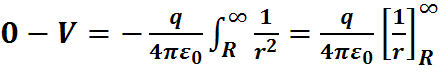 0 − V = − q/4πε₀ ∫_R^∞ 1/r² = q/4πε₀ [1/r]_R^∞